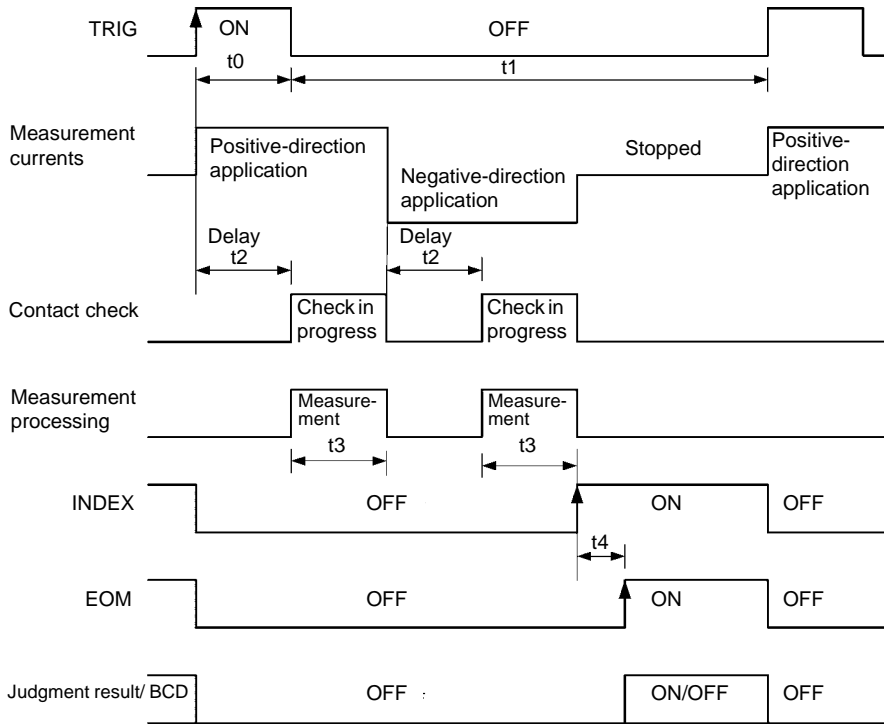 TRIG
ON
OFF
t0
t1
Measurement
currents
Positive-direction
application
Negative-direction
application
Stopped
Positive-
direction
application
Delay
t2
Delay
t2
Contact check
Check in
progress
Check in
progress
Measurement
processing
Measure-
ment
Measure-
ment
t3
t3
INDEX
OFF
ON
OFF
t4
EOM
OFF
ON
OFF
Judgment result/ BCD
OFF
ON/OFF
OFF